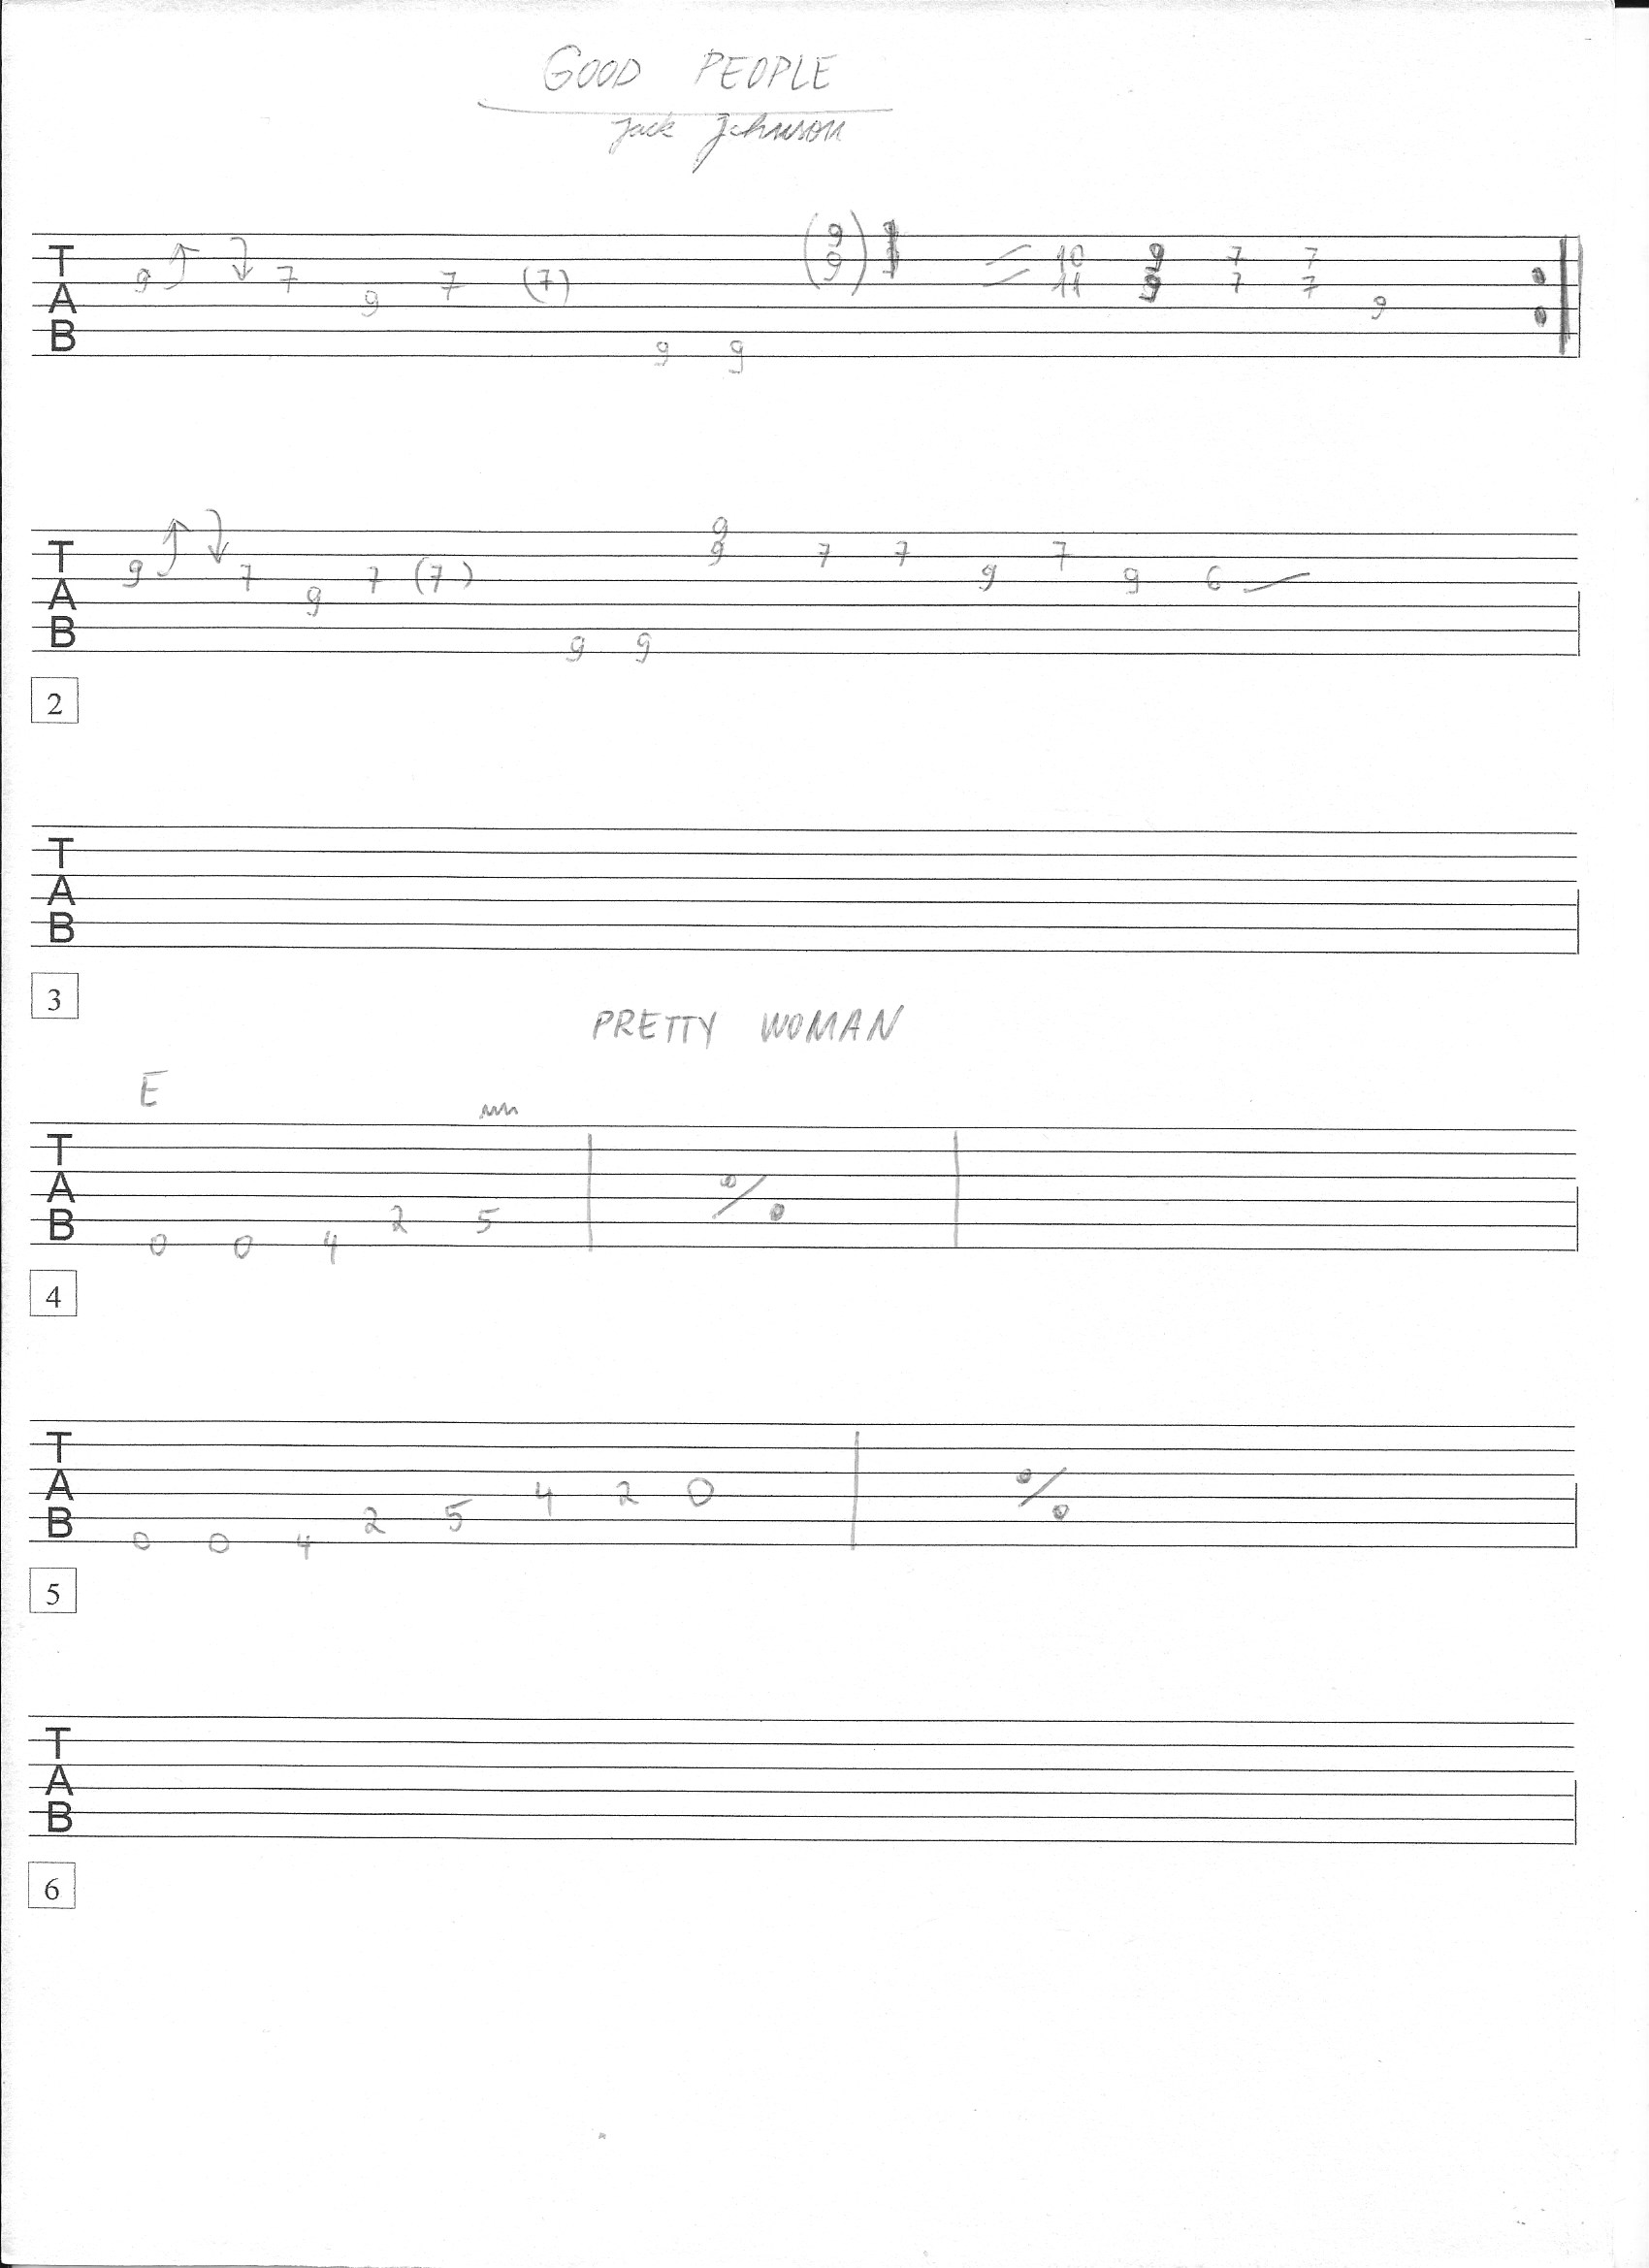 GOOD PEOPLE
Jack Johnson
T A B
9 7 9 7 (7) 9 9 (9 9) 10 11 9 9 7 7 7 7 9
T A B
9 7 9 7 (7) 9 9 9 9 7 7 9 7 9 6
2
T A B
3
PRETTY WOMAN
E
T A B
0 0 4 2 5 %
4
T A B
0 0 4 2 5 4 2 0 %
5
T A B
6